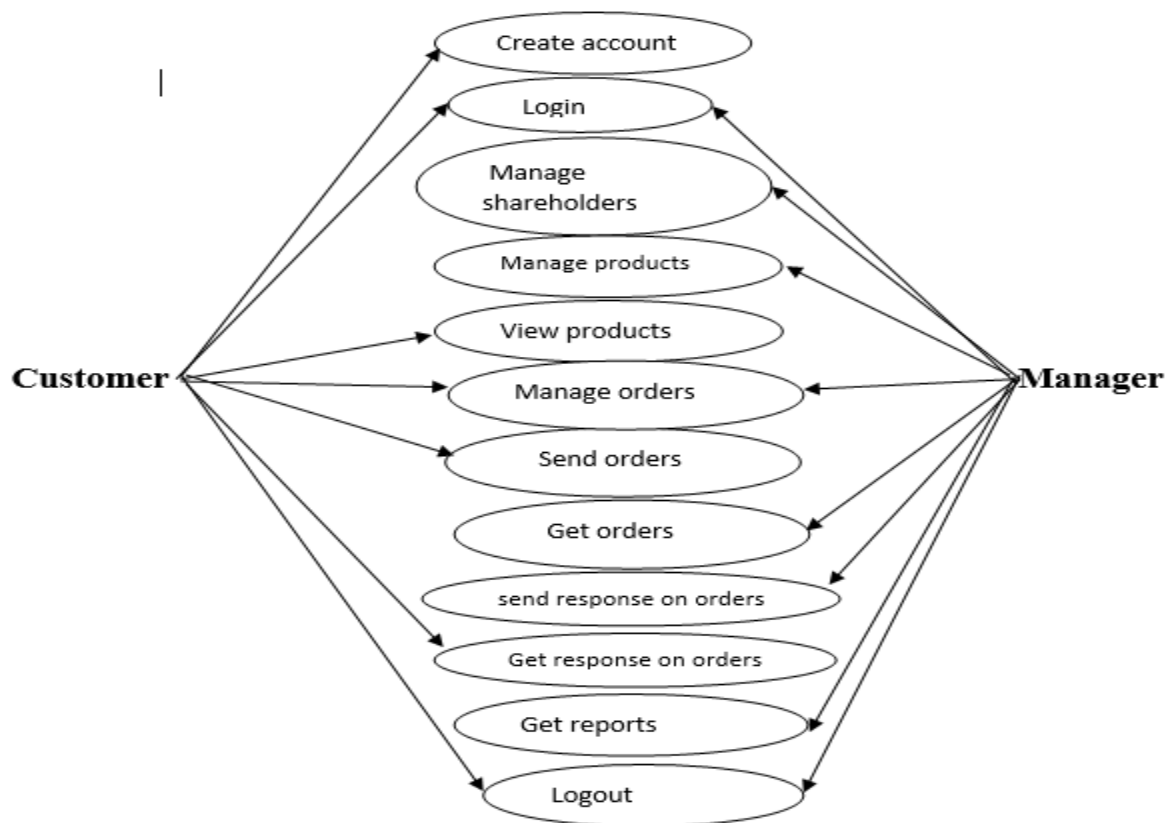 Create account
Login
Manage
shareholders
Manage products
View products
Customer
Manage orders
Manager
Send orders
Get orders
send response on orders
Get response on orders
Get reports
Logout